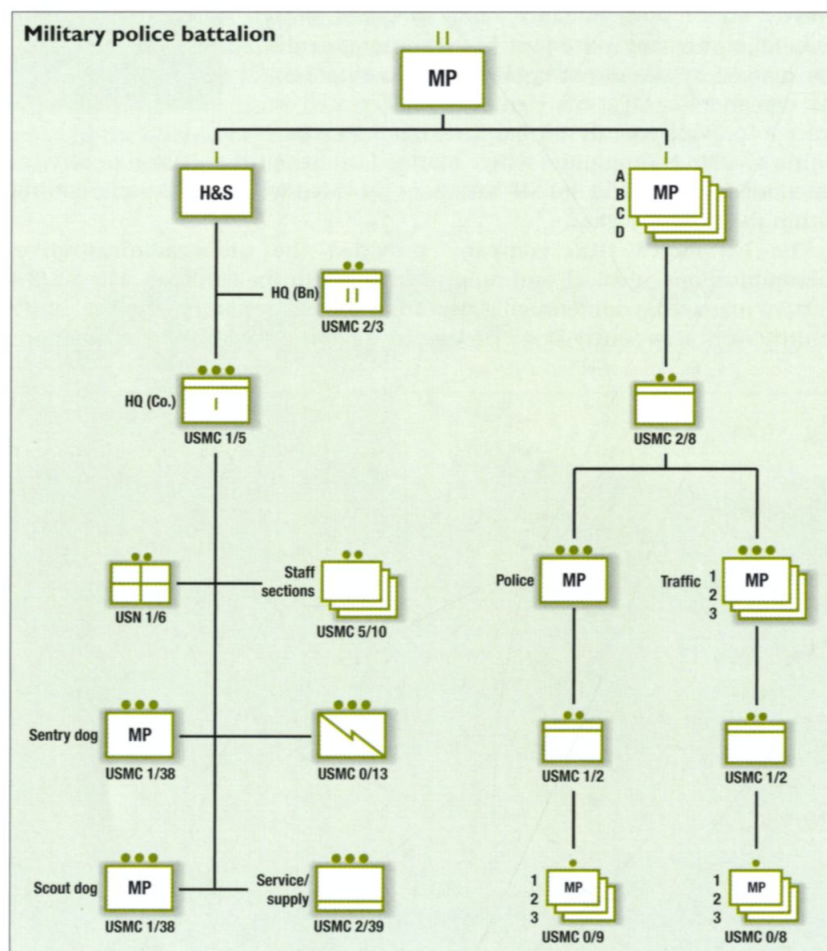 Military police battalion
MP
H&S
A
B
C
D
MP
HQ (Bn)
USMC 2/3
HQ (Co.)
USMC 1/5
USMC 2/8
USN 1/6
Staff
sections
USMC 5/10
Police
MP
Traffic
1
2
3
MP
Sentry dog
MP
USMC 1/38
USMC 0/13
USMC 1/2
USMC 1/2
Scout dog
MP
USMC 1/38
Service/
supply
USMC 2/39
1
2
3
MP
USMC 0/9
1
2
3
MP
USMC 0/8